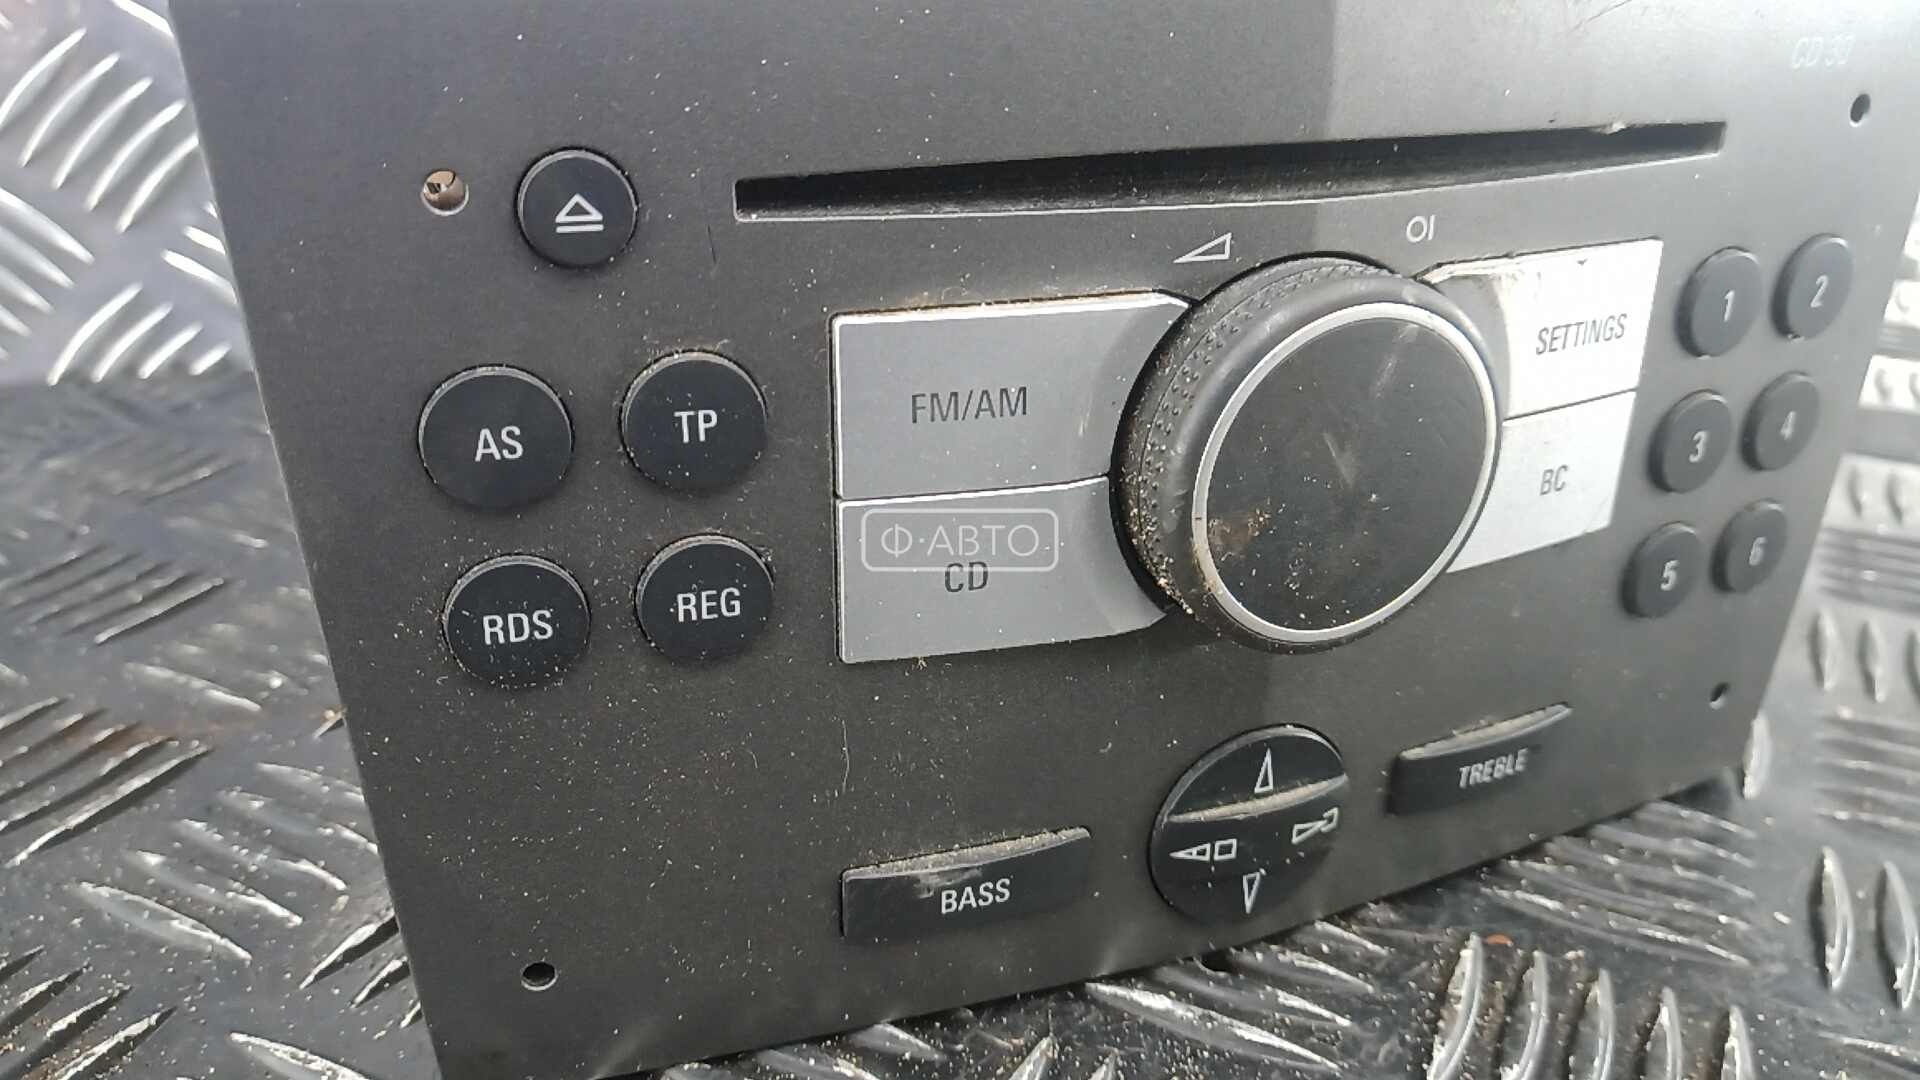 CD 30
OI
FM/AM
SETTINGS
1
2
AS
TP
BC
3
4
Ф·АВТО
CD
RDS
REG
5
6
TREBLE
BASS